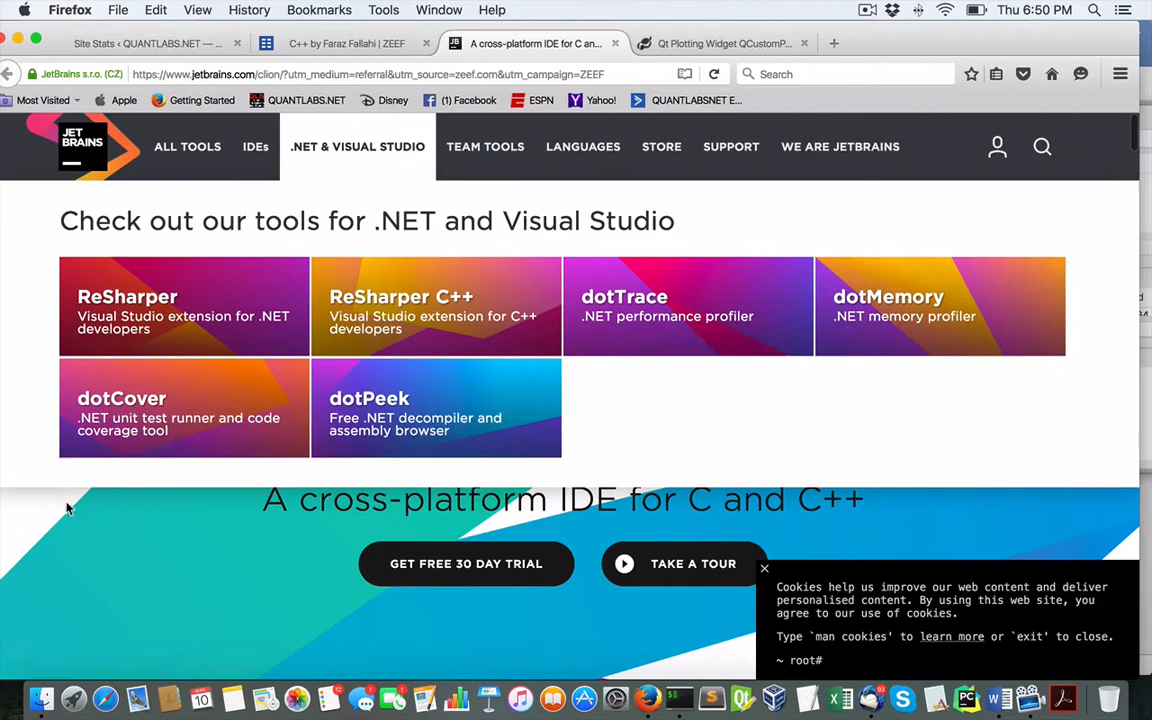 Firefox File Edit View History Bookmarks Tools Window Help Thu 6:50 PM
Site Stats ‹ QUANTLABS.NET — ... × C++ by Faraz Fallahi | ZEEF × JB A cross-platform IDE for C an... × Qt Plotting Widget QCustomP... × +
JetBrains s.r.o. (CZ) https://www.jetbrains.com/clion/?utm_medium=referral&utm_source=zeef.com&utm_campaign=ZEEF Search
Most Visited Apple Getting Started QUANTLABS.NET Disney (1) Facebook ESPN Yahoo! QUANTLABSNET E...
JET
BRAINS
ALL TOOLS IDEs .NET & VISUAL STUDIO TEAM TOOLS LANGUAGES STORE SUPPORT WE ARE JETBRAINS
Check out our tools for .NET and Visual Studio
ReSharper
Visual Studio extension for .NET
developers
ReSharper C++
Visual Studio extension for C++
developers
dotTrace
.NET performance profiler
dotMemory
.NET memory profiler
dotCover
.NET unit test runner and code
coverage tool
dotPeek
Free .NET decompiler and
assembly browser
A cross-platform IDE for C and C++
GET FREE 30 DAY TRIAL TAKE A TOUR
Cookies help us improve our web content and deliver
personalised content. By using this web site, you
agree to our use of cookies.
Type `man cookies' to learn more or `exit' to close.
~ root#
10
Qt
PC